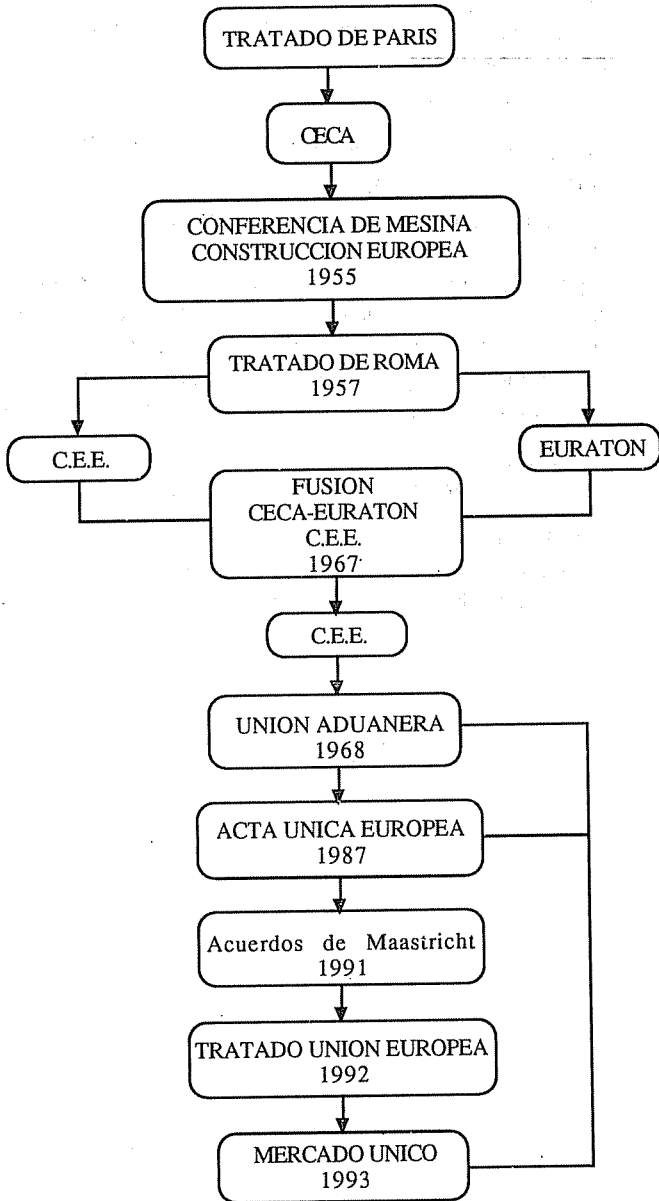 TRATADO DE PARIS
CECA
CONFERENCIA DE MESINA
CONSTRUCCION EUROPEA
1955
TRATADO DE ROMA
1957
C.E.E.
EURATON
FUSION
CECA-EURATON
C.E.E.
1967
C.E.E.
UNION ADUANERA
1968
ACTA UNICA EUROPEA
1987
Acuerdos de Maastricht
1991
TRATADO UNION EUROPEA
1992
MERCADO UNICO
1993